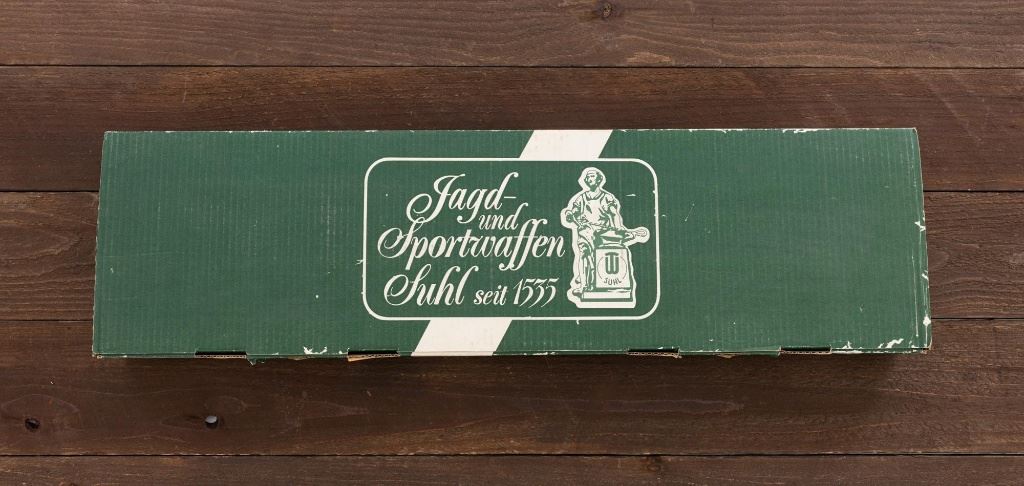 Jagd-
und
Sportwaffen
Suhl seit 1535
SUHL